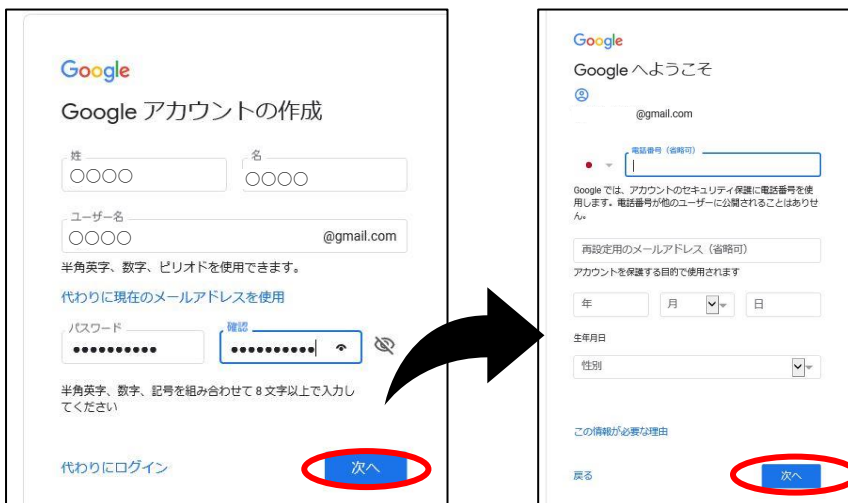 Google
Google アカウントの作成
姓
○○○○
名
○○○○
ユーザー名
○○○○
@gmail.com
半角英字、数字、ピリオドを使用できます。
代わりに現在のメールアドレスを使用
パスワード
●●●●●●●●●●
確認
●●●●●●●●●●
半角英字、数字、記号を組み合わせて 8 文字以上で入力し
てください
代わりにログイン
次へ
Google
Google へようこそ
@gmail.com
電話番号（省略可）
Google では、アカウントのセキュリティ保護に電話番号を使
用します。電話番号が他のユーザーに公開されることはありませ
ん。
再設定用のメールアドレス（省略可）
アカウントを保護する目的で使用されます
年
月
日
生年月日
性別
この情報が必要な理由
戻る
次へ